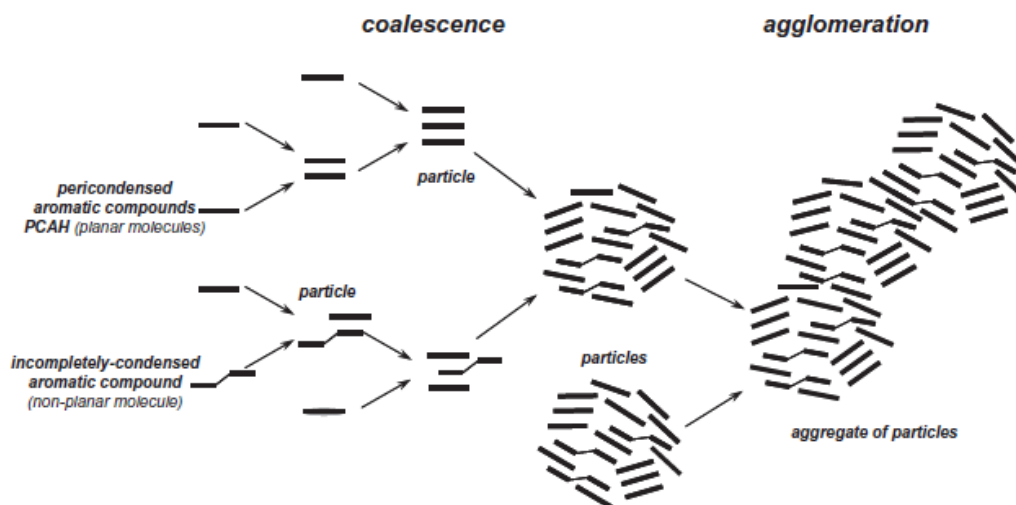 coalescence
agglomeration
particle
pericondensed
aromatic compounds
PCAH (planar molecules)
particle
incompletely-condensed
aromatic compound
(non-planar molecule)
particles
aggregate of particles